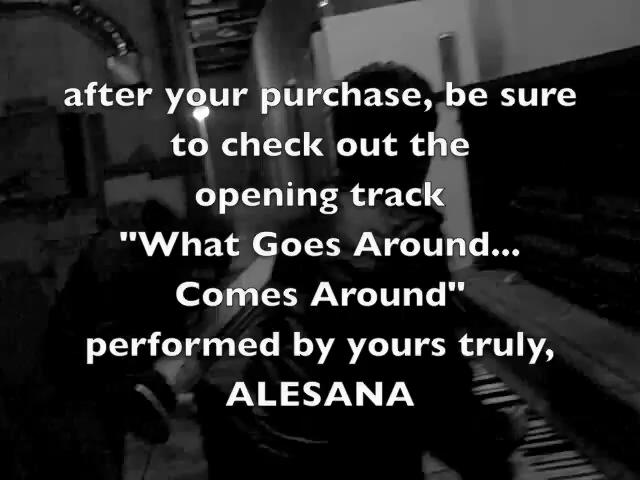 after your purchase, be sure
to check out the
opening track
"What Goes Around...
Comes Around"
performed by yours truly,
ALESANA